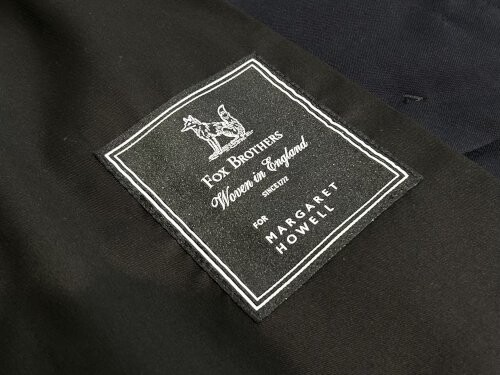 FOX BROTHERS
Woven in England
SINCE 1772
FOR
MARGARET
HOWELL